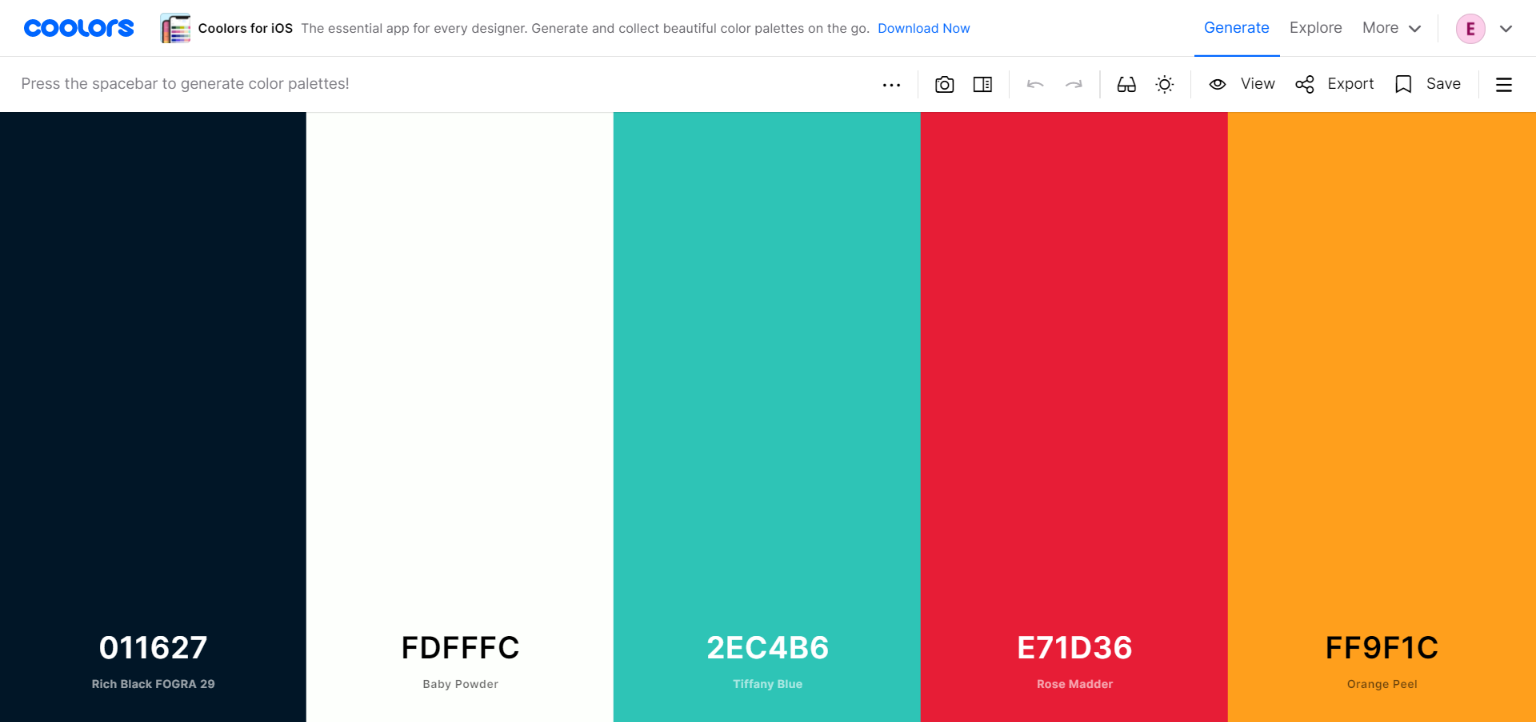 coolors
Coolors for iOS The essential app for every designer. Generate and collect beautiful color palettes on the go. Download Now
Generate Explore More E
Press the spacebar to generate color palettes!
View Export Save
011627
Rich Black FOGRA 29
FDFFFC
Baby Powder
2EC4B6
Tiffany Blue
E71D36
Rose Madder
FF9F1C
Orange Peel